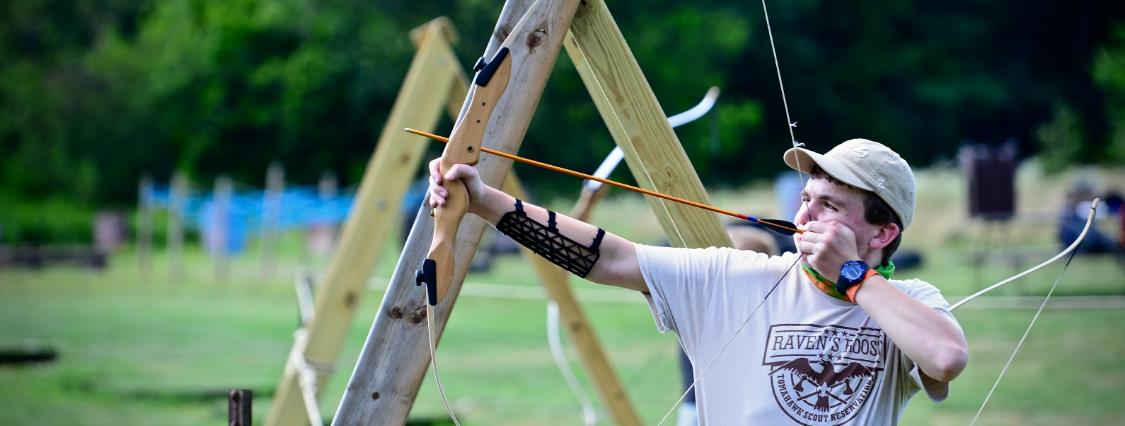 RAVEN'S ROOST
TOMAHAWK SCOUT RESERVATION